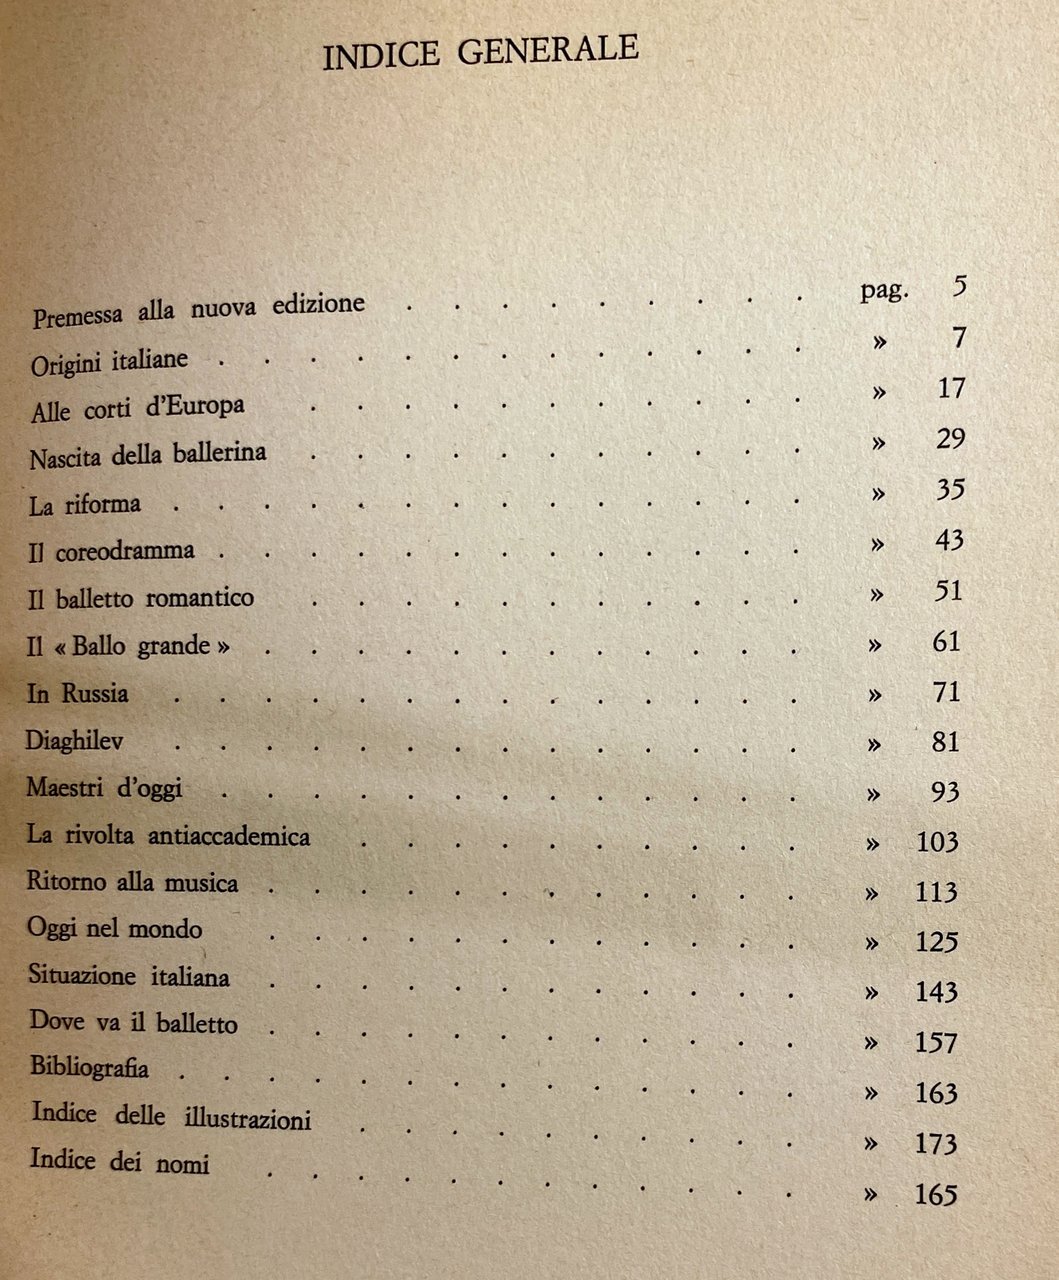 INDICE GENERALE
Premessa alla nuova edizione . . . . . . . . . pag. 5
Origini italiane . . . . . . . . . . . . . » 7
Alle corti d'Europa . . . . . . . . . . . » 17
Nascita della ballerina . . . . . . . . . . . » 29
La riforma . . . . . . . . . . . . . . » 35
Il coreodramma . . . . . . . . . . . . . » 43
Il balletto romantico . . . . . . . . . . . » 51
Il « Ballo grande » . . . . . . . . . . . . » 61
In Russia . . . . . . . . . . . . . . » 71
Diaghilev . . . . . . . . . . . . . . » 81
Maestri d'oggi . . . . . . . . . . . . . » 93
La rivolta antiaccademica . . . . . . . . . . » 103
Ritorno alla musica . . . . . . . . . . . . » 113
Oggi nel mondo . . . . . . . . . . . . » 125
Situazione italiana . . . . . . . . . . . . » 143
Dove va il balletto . . . . . . . . . . . . » 157
Bibliografia . . . . . . . . . . . . . . » 163
Indice delle illustrazioni . . . . . . . . . . » 173
Indice dei nomi . . . . . . . . . . . . » 165